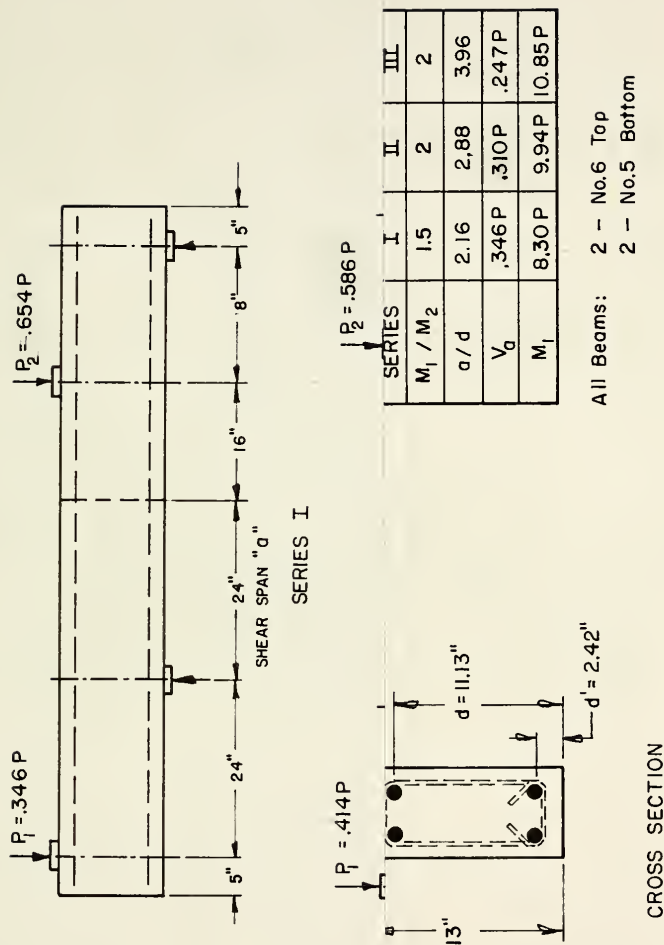 P₁ = .346P
P₂ = .654P
5"
24"
24"
16"
8"
5"
SHEAR SPAN "a"
SERIES I
P₁ = .414P
P₂ = .586P
13"
d = 11.13"
d' = 2.42"
CROSS SECTION
SERIES I II III
M₁ / M₂ 1.5 2 2
a/d 2.16 2.88 3.96
Vₐ .346P .310P .247P
M₁ 8.30P 9.94P 10.85P
All Beams: 2 - No.6 Top
2 - No.5 Bottom